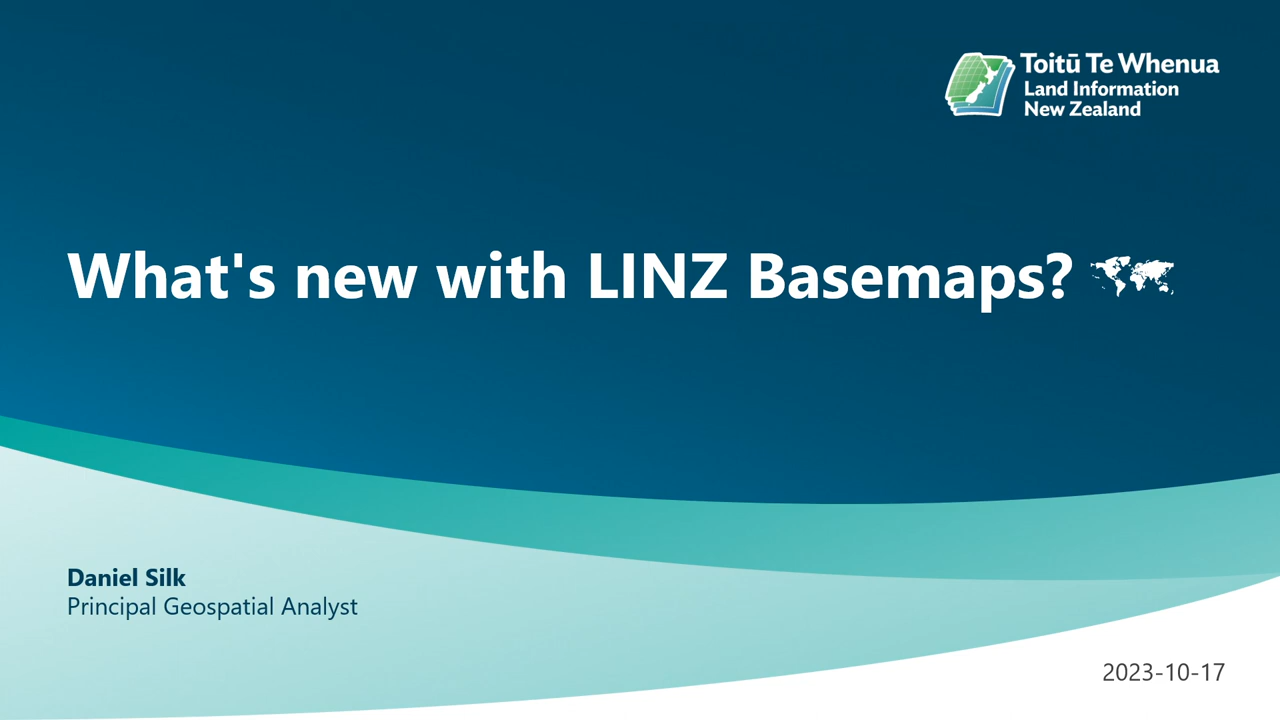 Toitū Te Whenua
Land Information
New Zealand
What's new with LINZ Basemaps?
Daniel Silk
Principal Geospatial Analyst
2023-10-17